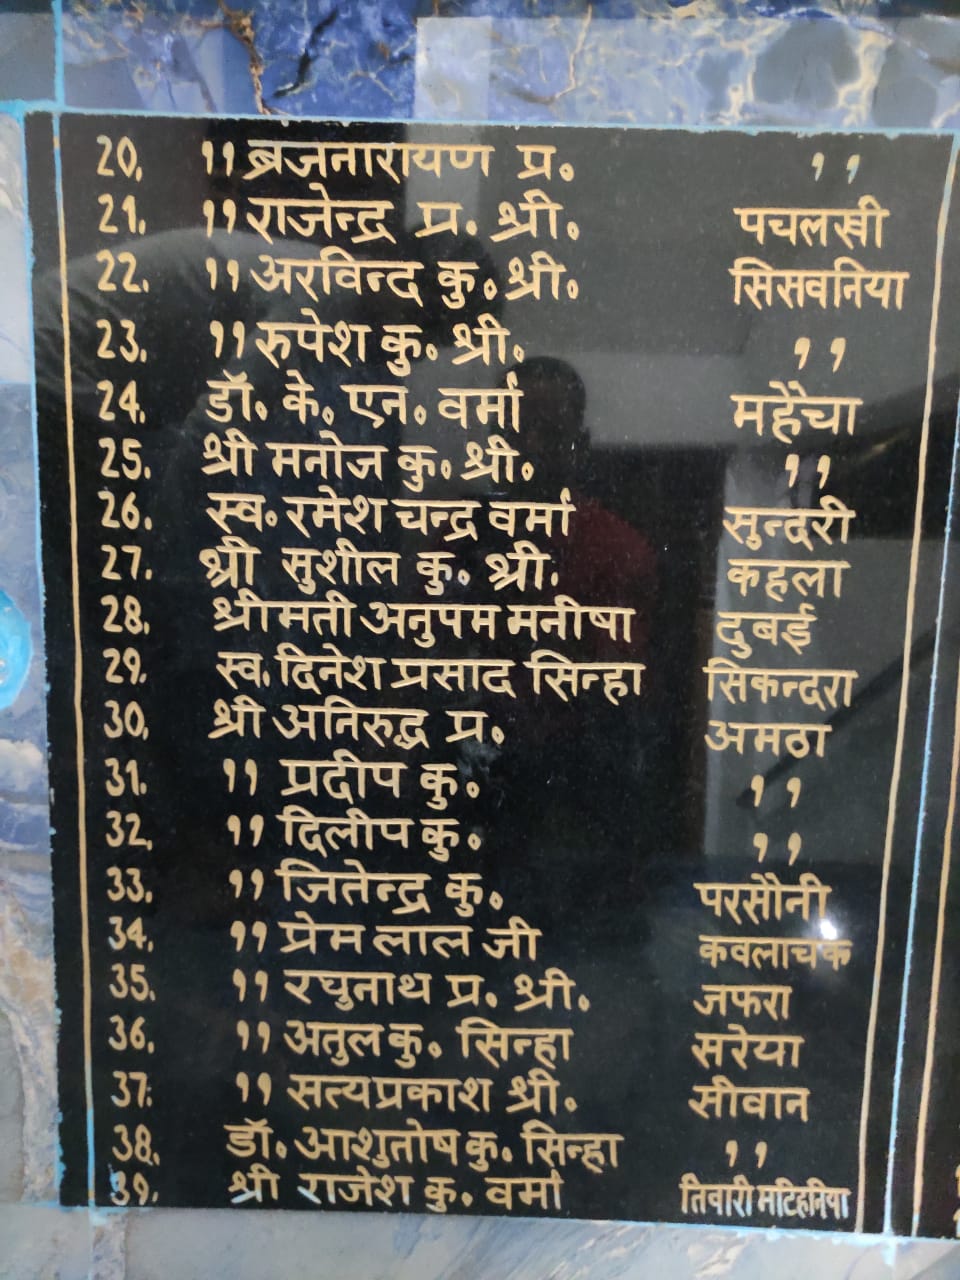 20. " ब्रजनारायण प्र. "
21. " राजेन्द्र प्र. श्री. पचलखी
22. " अरविन्द कु. श्री. सिसवनिया
23. " रुपेश कु. श्री. "
24. डॉ. के. एन. वर्मा महैचा
25. श्री मनोज कु. श्री. "
26. स्व. रमेश चन्द्र वर्मा सुन्दरी
27. श्री सुशील कु. श्री. कहला
28. श्रीमती अनुपम मनीषा दुबई
29. स्व. दिनेश प्रसाद सिन्हा सिकन्दरा
30. श्री अनिरुद्ध प्र. अमठा
31. " प्रदीप कु. "
32. " दिलीप कु. "
33. " जितेन्द्र कु. परसौनी
34. " प्रेम लाल जी कवलाचक
35. " रघुनाथ प्र. श्री. जफरा
36. " अतुल कु. सिन्हा सरेया
37. " सत्यप्रकाश श्री. सीवान
38. डॉ. आशुतोष कु. सिन्हा "
39. श्री राजेश कु. वर्मा तिवारी मटिहनिया